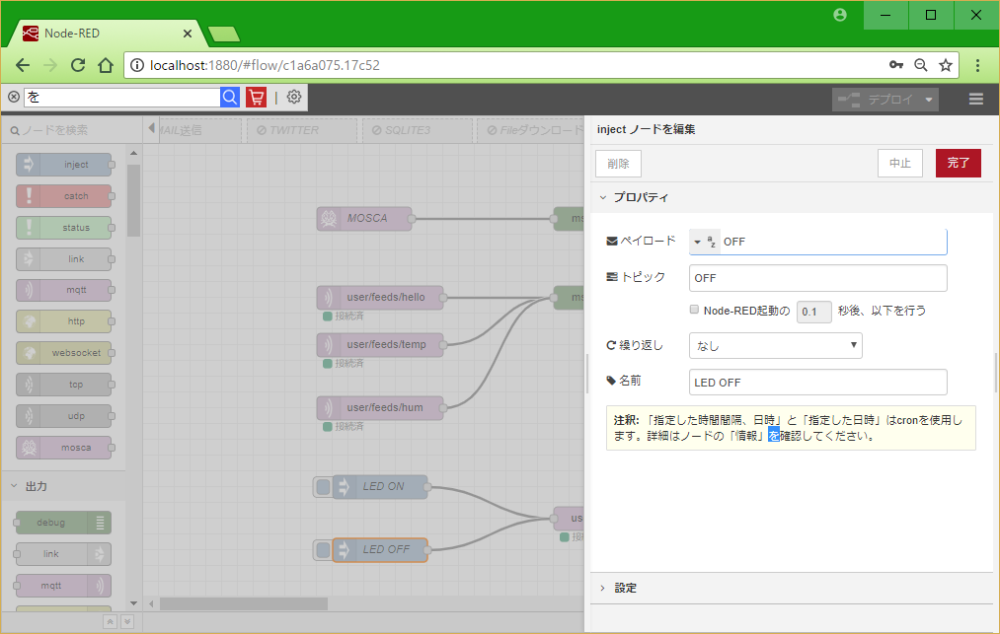 Node-RED
localhost:1880/#flow/c1a6a075.17c52
を
デプロイ
ノードを検索
AIL送信
TWITTER
SQLITE3
Fileダウンロード
inject
catch
status
link
mqtt
http
websocket
tcp
udp
mosca
出力
debug
link
mqtt
MOSCA
ms
user/feeds/hello
接続済
ms
user/feeds/temp
接続済
user/feeds/hum
接続済
LED ON
us
接
LED OFF
inject ノードを編集
削除
中止
完了
プロパティ
ペイロード
a
z
OFF
トピック
OFF
Node-RED起動の 0.1 秒後、以下を行う
繰り返し
なし
名前
LED OFF
注釈: 「指定した時間間隔、日時」と「指定した日時」はcronを使用し
ます。詳細はノードの「情報」を確認してください。
設定